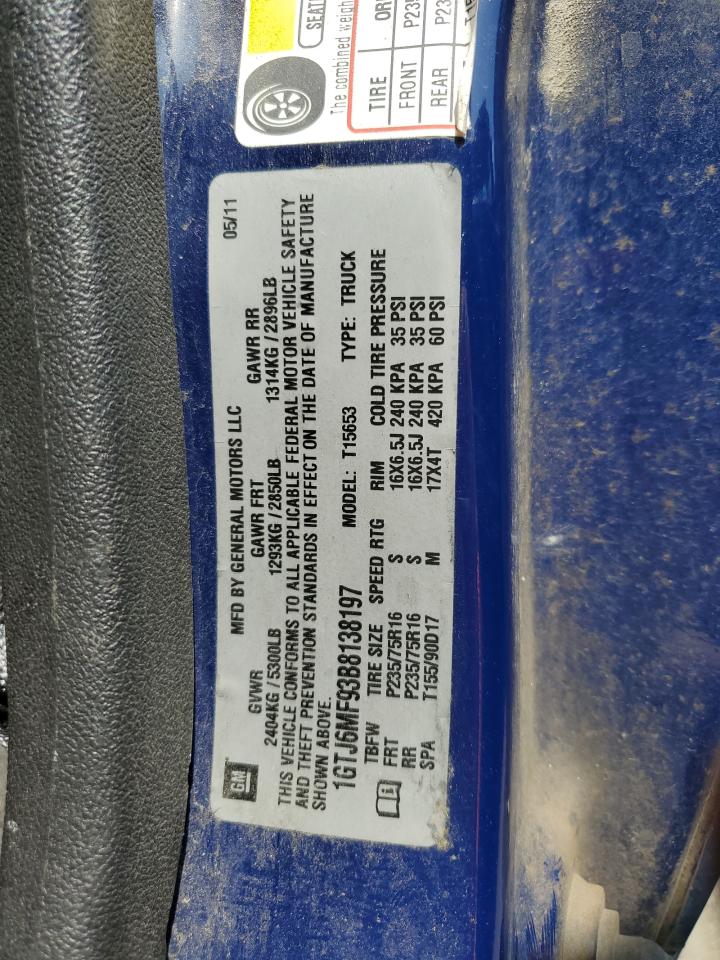 SEATI
The combined weigh
TIRE ORI
FRONT P235
REAR P23
MFD BY GENERAL MOTORS LLC 05/11
GM
GVWR GAWR FRT GAWR RR
2404KG/5300LB 1293KG/2850LB 1314KG/2896LB
THIS VEHICLE CONFORMS TO ALL APPLICABLE FEDERAL MOTOR VEHICLE SAFETY
AND THEFT PREVENTION STANDARDS IN EFFECT ON THE DATE OF MANUFACTURE
SHOWN ABOVE.
1GTJ6MF93B8138197 MODEL: T15653 TYPE: TRUCK
TBFW TIRE SIZE SPEED RTG RIM COLD TIRE PRESSURE
FRT P235/75R16 S 16X6.5J 240 KPA 35 PSI
RR P235/75R16 S 16X6.5J 240 KPA 35 PSI
SPA T155/90D17 M 17X4T 420 KPA 60 PSI